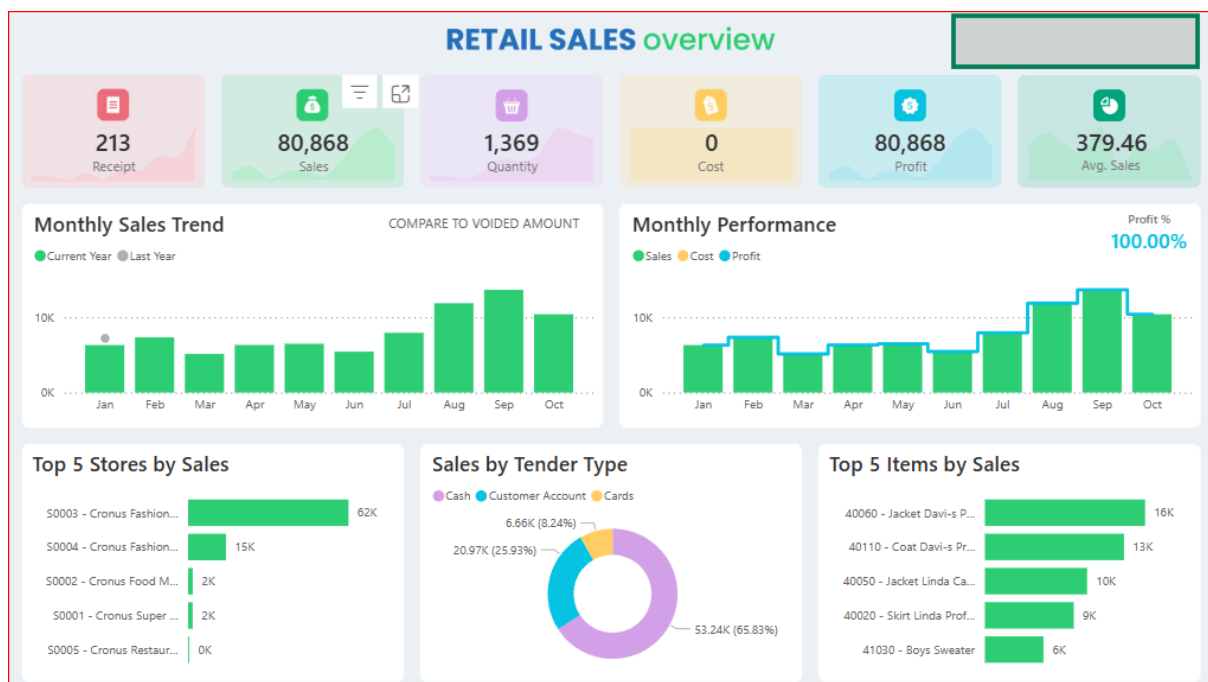 RETAIL SALES overview
213
Receipt
80,868
Sales
1,369
Quantity
0
Cost
80,868
Profit
379.46
Avg. Sales
Monthly Sales Trend
COMPARE TO VOIDED AMOUNT
Current Year Last Year
10K
0K
Jan Feb Mar Apr May Jun Jul Aug Sep Oct
Monthly Performance
Profit %
100.00%
Sales Cost Profit
10K
0K
Jan Feb Mar Apr May Jun Jul Aug Sep Oct
Top 5 Stores by Sales
S0003 - Cronus Fashion... 62K
S0004 - Cronus Fashion... 15K
S0002 - Cronus Food M... 2K
S0001 - Cronus Super ... 2K
S0005 - Cronus Restaur... 0K
Sales by Tender Type
Cash Customer Account Cards
6.66K (8.24%)
20.97K (25.93%)
53.24K (65.83%)
Top 5 Items by Sales
40060 - Jacket Davi-s P... 16K
40110 - Coat Davi-s Pr... 13K
40050 - Jacket Linda Ca... 10K
40020 - Skirt Linda Prof... 9K
41030 - Boys Sweater 6K